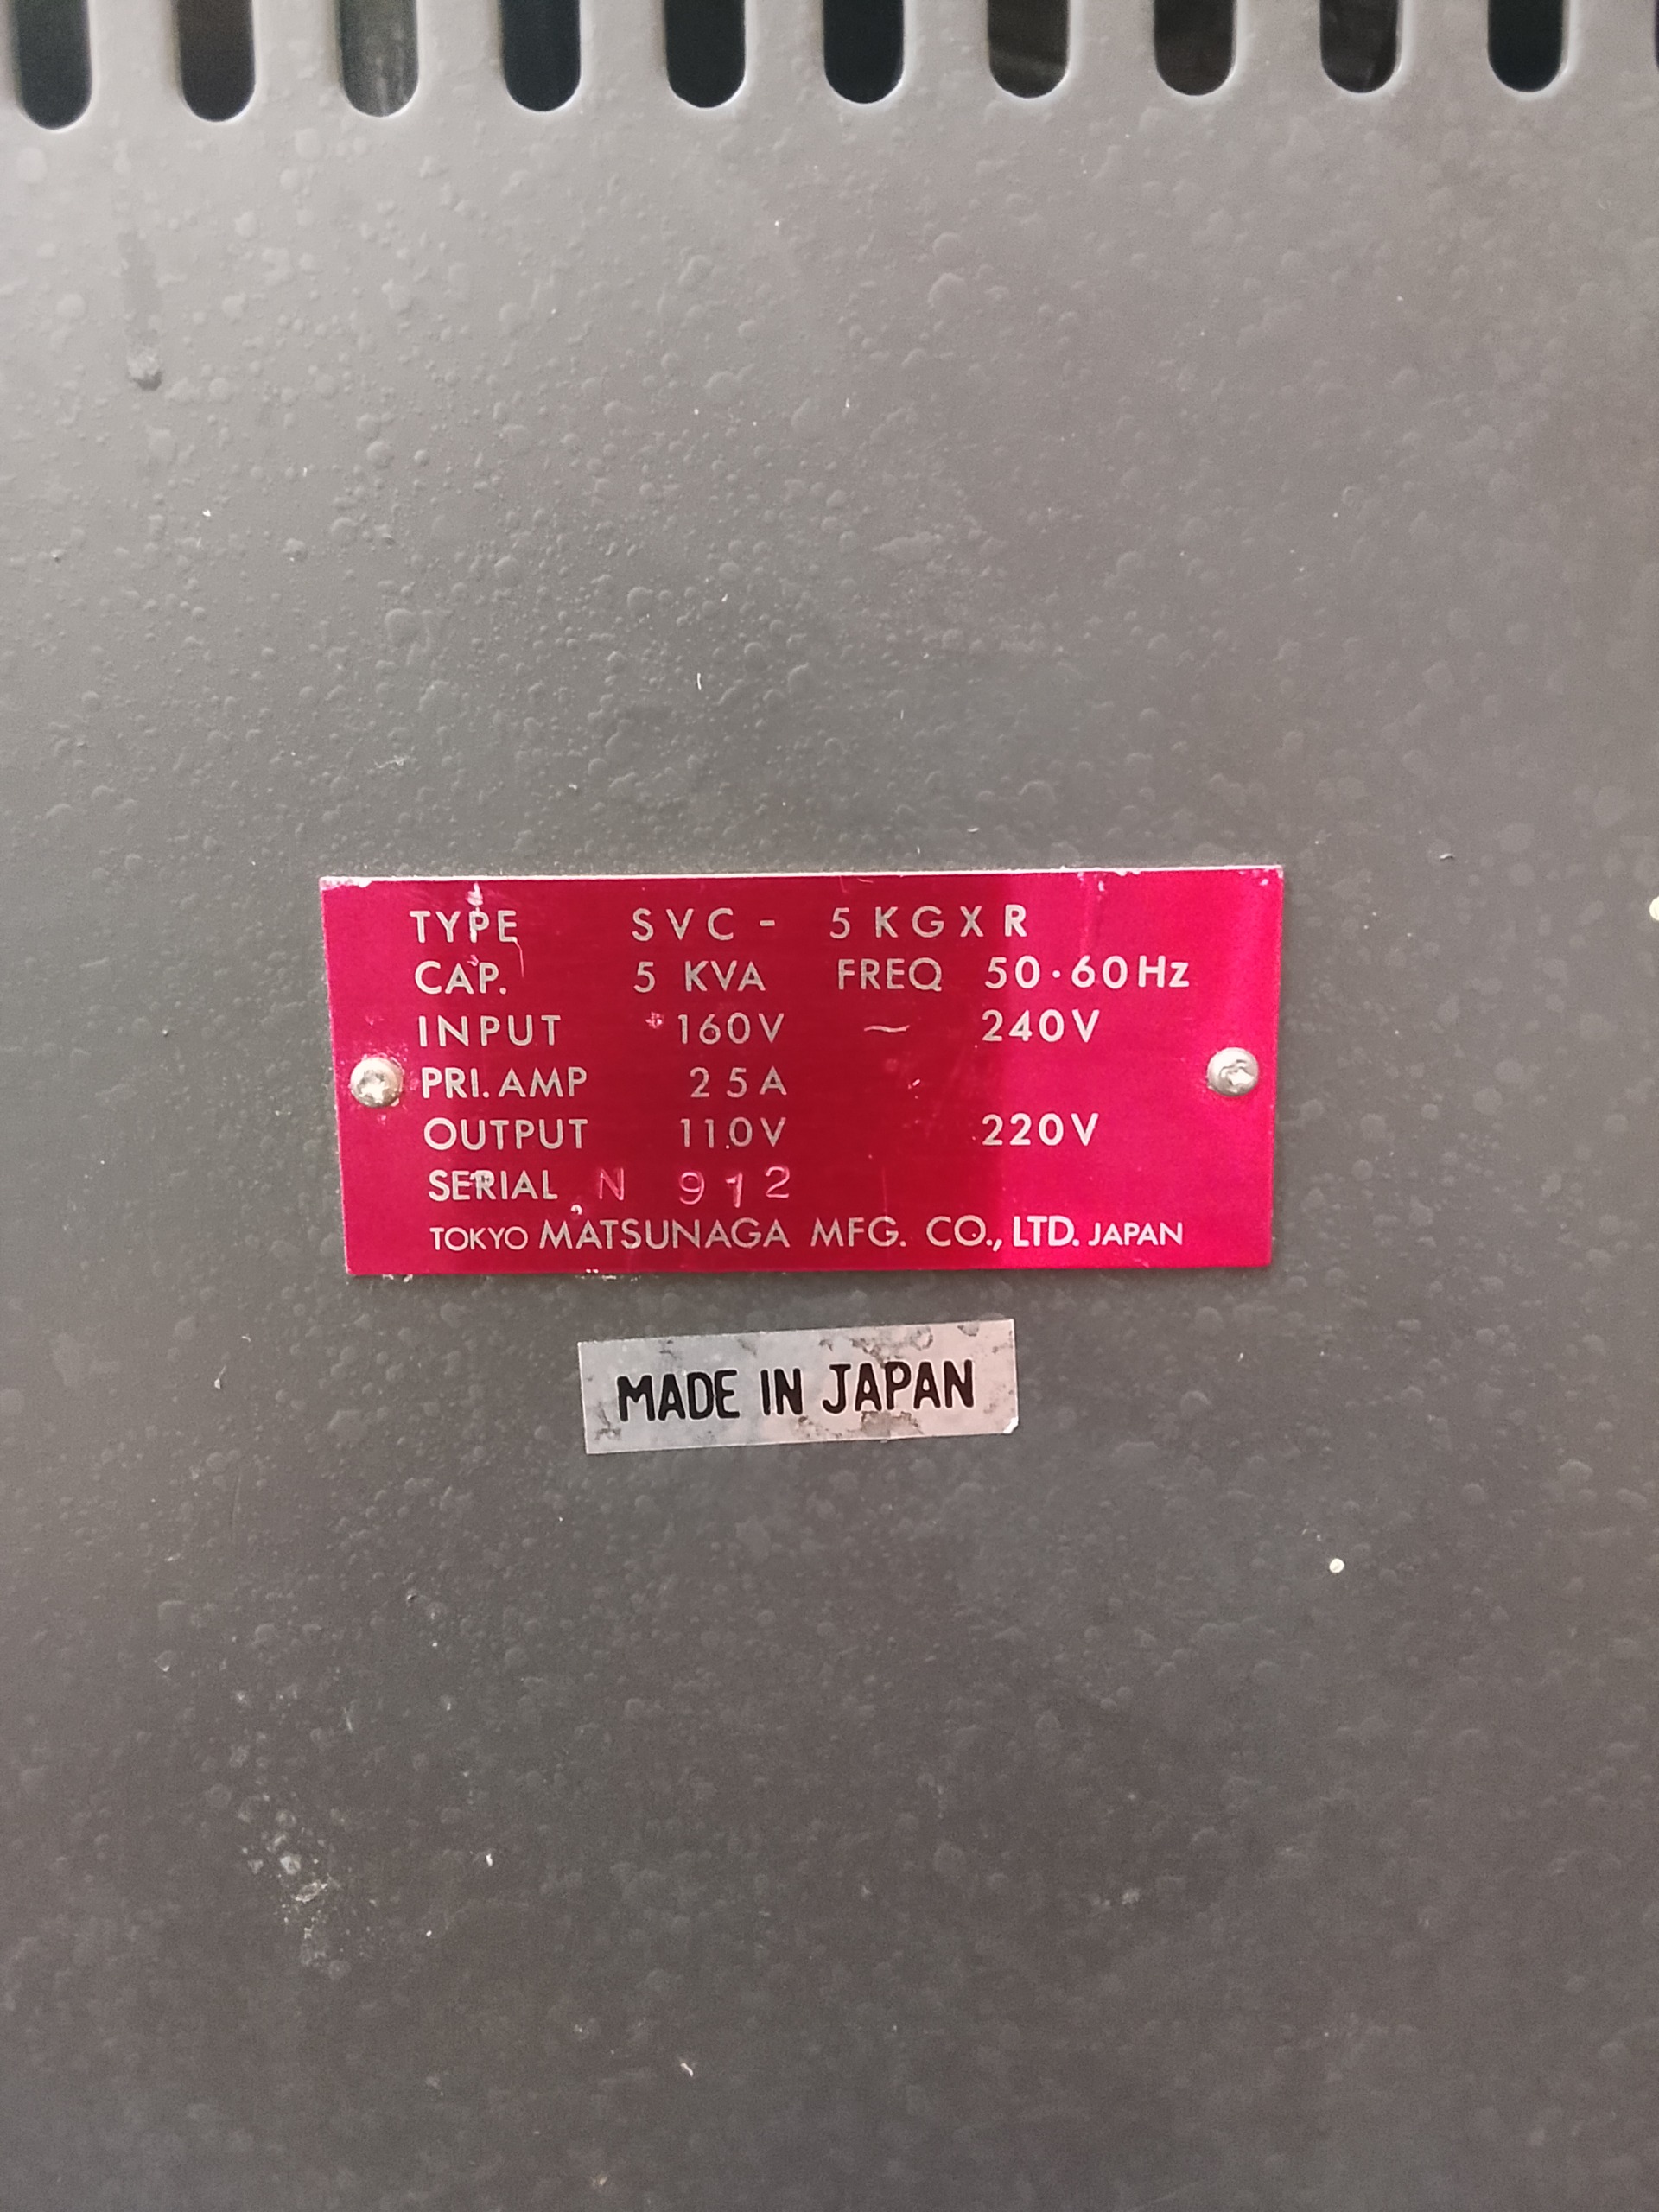 TYPE SVC - 5KGXR
CAP. 5 KVA FREQ 50·60Hz
INPUT 160V ~ 240V
PRI. AMP 25A
OUTPUT 110V 220V
SERIAL N 912
TOKYO MATSUNAGA MFG. CO., LTD. JAPAN
MADE IN JAPAN